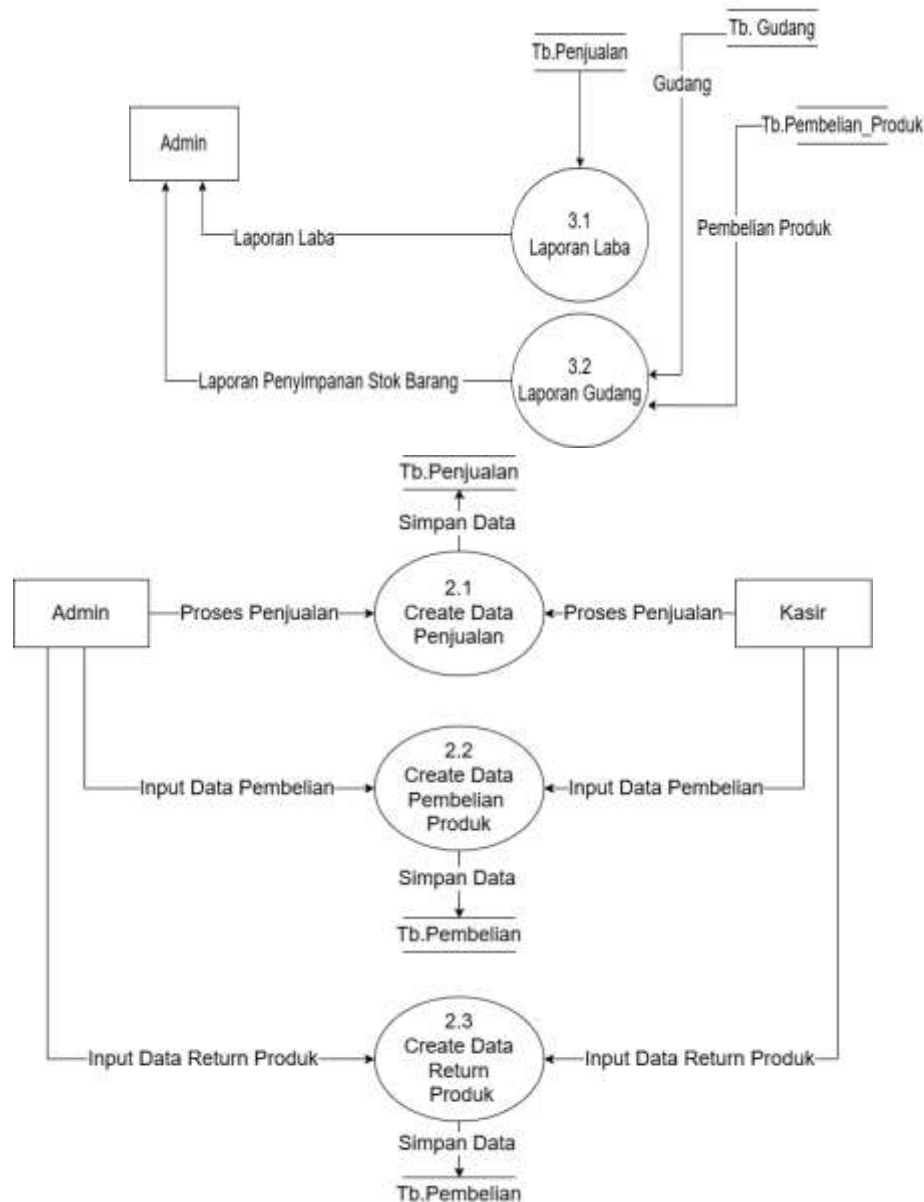 Tb. Gudang
Tb.Penjualan
Gudang
Tb.Pembelian_Produk
Admin
3.1
Laporan Laba
Laporan Laba
Pembelian Produk
3.2
Laporan Gudang
Laporan Penyimpanan Stok Barang
Tb.Penjualan
Simpan Data
Admin
Proses Penjualan
2.1
Create Data
Penjualan
Proses Penjualan
Kasir
Input Data Pembelian
2.2
Create Data
Pembelian
Produk
Input Data Pembelian
Simpan Data
Tb.Pembelian
Input Data Return Produk
2.3
Create Data
Return
Produk
Input Data Return Produk
Simpan Data
Tb.Pembelian